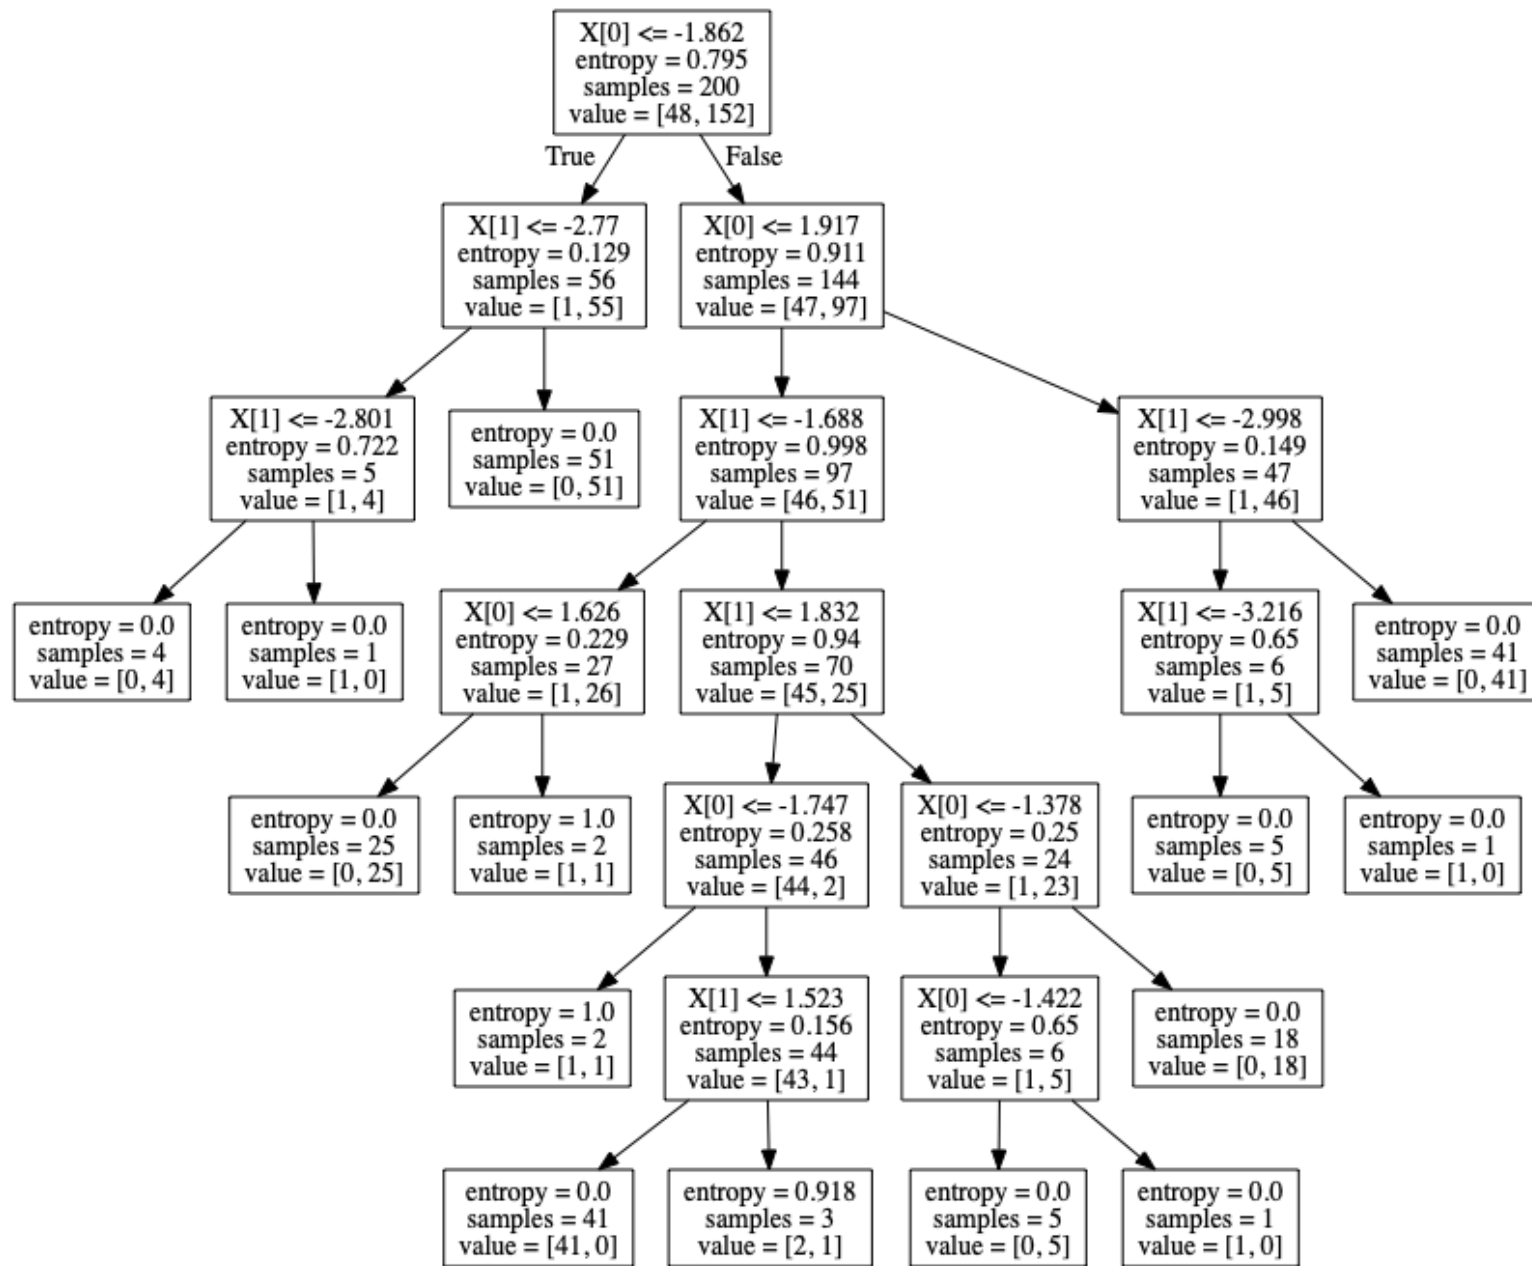 X[0] <= -1.862
entropy = 0.795
samples = 200
value = [48, 152]
True
False
X[1] <= -2.77
entropy = 0.129
samples = 56
value = [1, 55]
X[0] <= 1.917
entropy = 0.911
samples = 144
value = [47, 97]
X[1] <= -2.801
entropy = 0.722
samples = 5
value = [1, 4]
entropy = 0.0
samples = 51
value = [0, 51]
X[1] <= -1.688
entropy = 0.998
samples = 97
value = [46, 51]
X[1] <= -2.998
entropy = 0.149
samples = 47
value = [1, 46]
entropy = 0.0
samples = 4
value = [0, 4]
entropy = 0.0
samples = 1
value = [1, 0]
X[0] <= 1.626
entropy = 0.229
samples = 27
value = [1, 26]
X[1] <= 1.832
entropy = 0.94
samples = 70
value = [45, 25]
X[1] <= -3.216
entropy = 0.65
samples = 6
value = [1, 5]
entropy = 0.0
samples = 41
value = [0, 41]
entropy = 0.0
samples = 25
value = [0, 25]
entropy = 1.0
samples = 2
value = [1, 1]
X[0] <= -1.747
entropy = 0.258
samples = 46
value = [44, 2]
X[0] <= -1.378
entropy = 0.25
samples = 24
value = [1, 23]
entropy = 0.0
samples = 5
value = [0, 5]
entropy = 0.0
samples = 1
value = [1, 0]
entropy = 1.0
samples = 2
value = [1, 1]
X[1] <= 1.523
entropy = 0.156
samples = 44
value = [43, 1]
X[0] <= -1.422
entropy = 0.65
samples = 6
value = [1, 5]
entropy = 0.0
samples = 18
value = [0, 18]
entropy = 0.0
samples = 41
value = [41, 0]
entropy = 0.918
samples = 3
value = [2, 1]
entropy = 0.0
samples = 5
value = [0, 5]
entropy = 0.0
samples = 1
value = [1, 0]